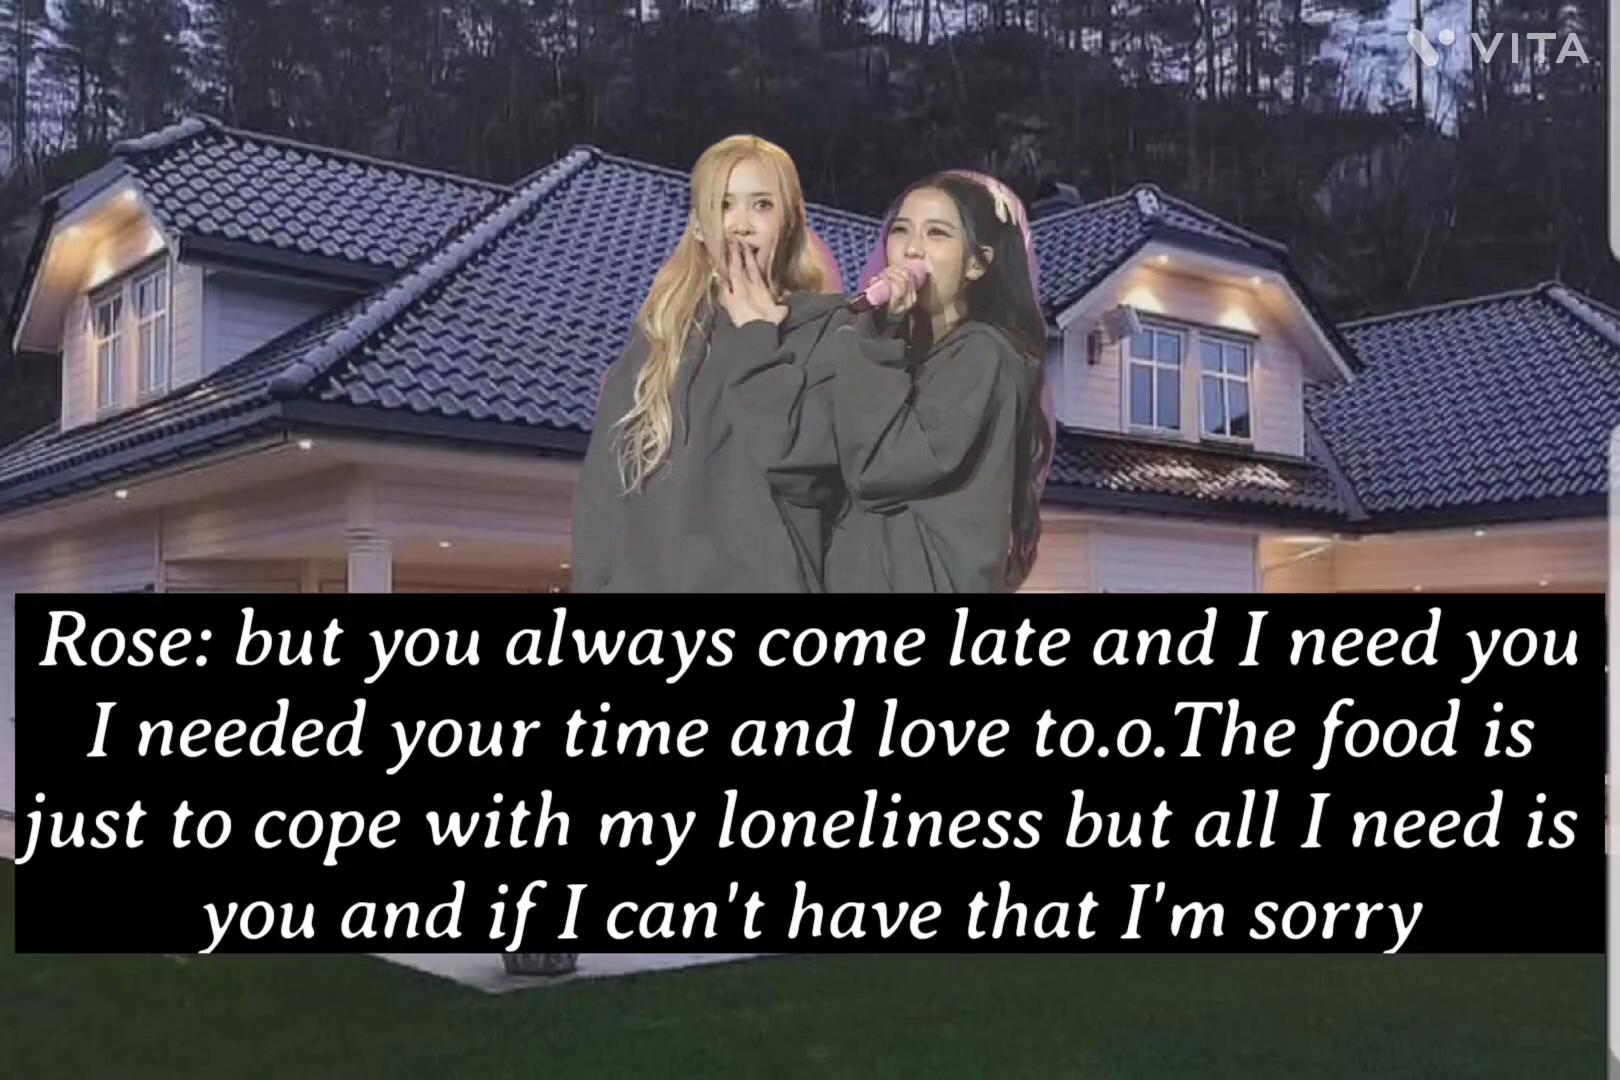 VITA
Rose: but you always come late and I need you
I needed your time and love to.o.The food is
just to cope with my loneliness but all I need is
you and if I can't have that I'm sorry